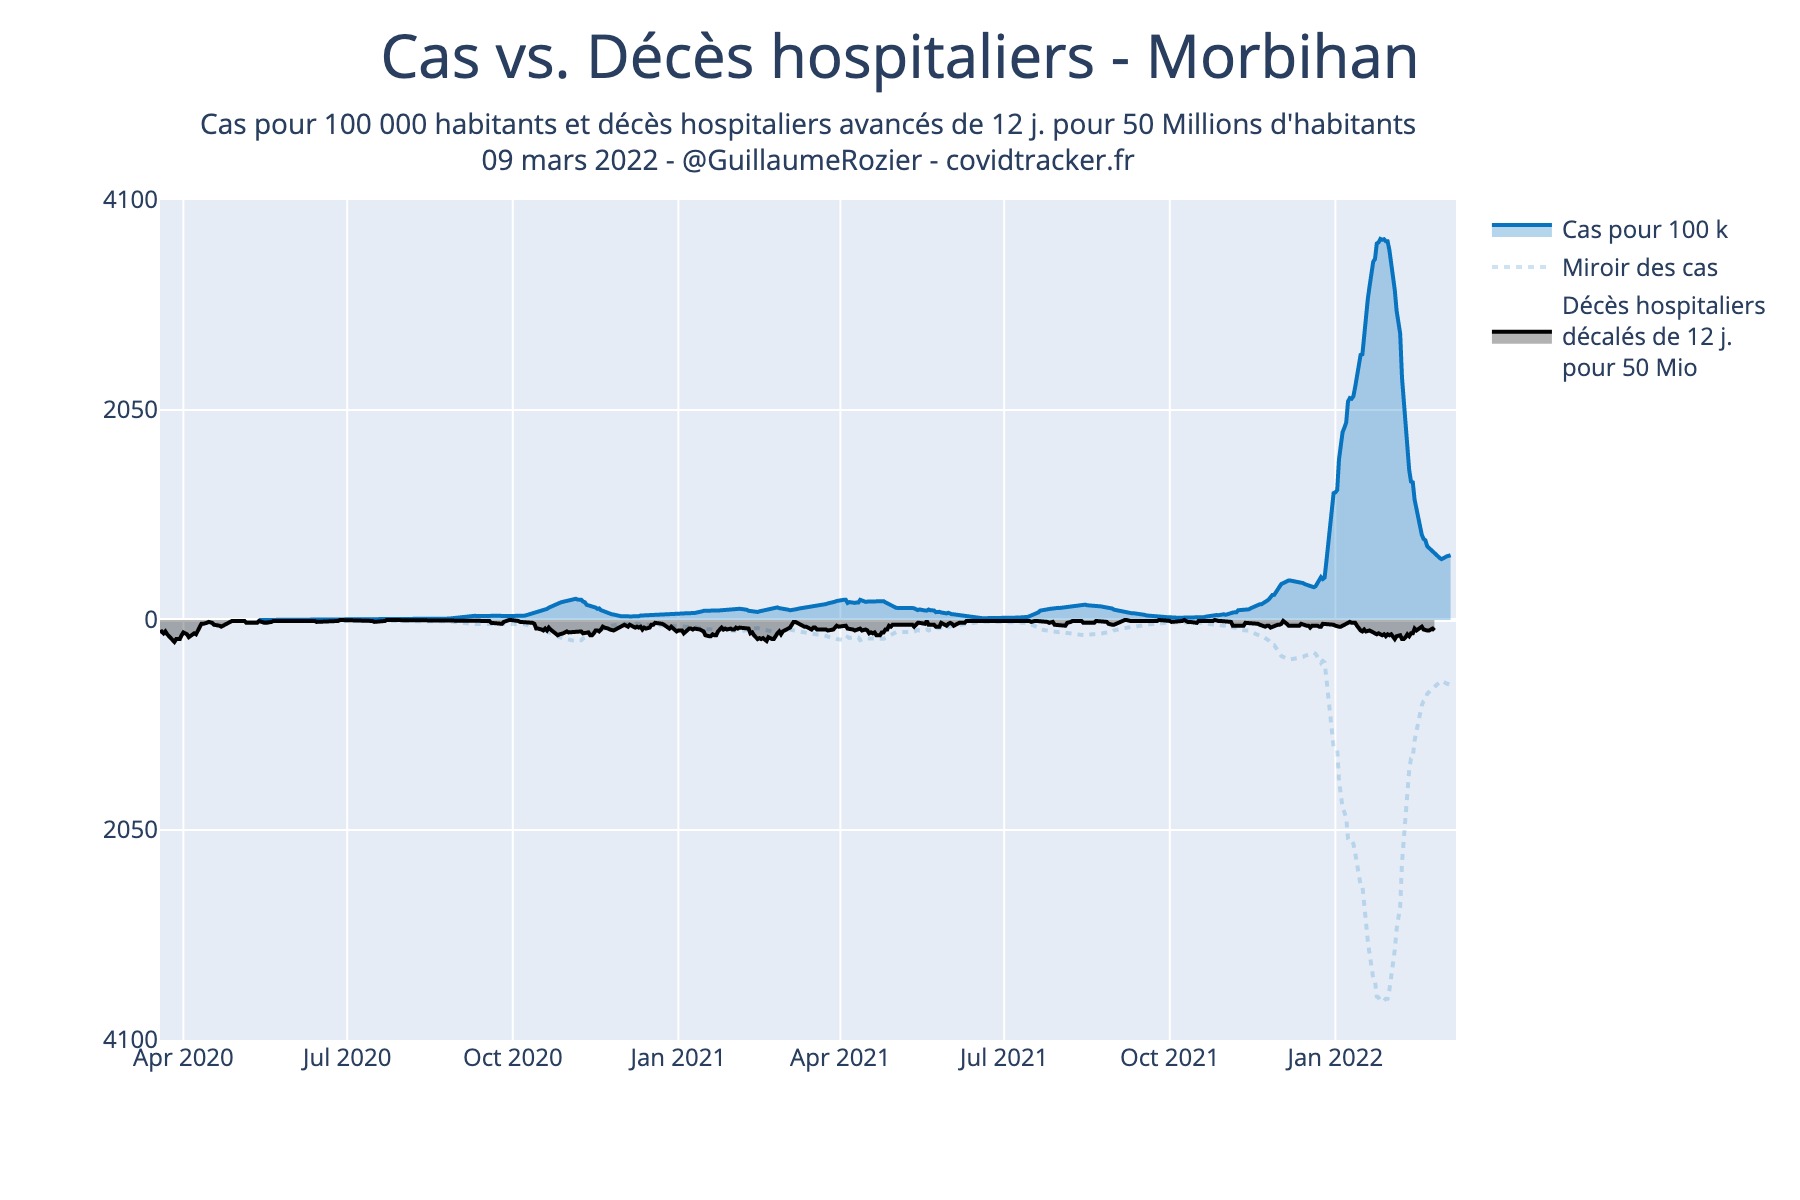 Cas vs. Décès hospitaliers - Morbihan
Cas pour 100 000 habitants et décès hospitaliers avancés de 12 j. pour 50 Millions d'habitants
09 mars 2022 - @GuillaumeRozier - covidtracker.fr
4100
2050
0
2050
4100
Apr 2020
Jul 2020
Oct 2020
Jan 2021
Apr 2021
Jul 2021
Oct 2021
Jan 2022
Cas pour 100 k
Miroir des cas
Décès hospitaliers
décalés de 12 j.
pour 50 Mio